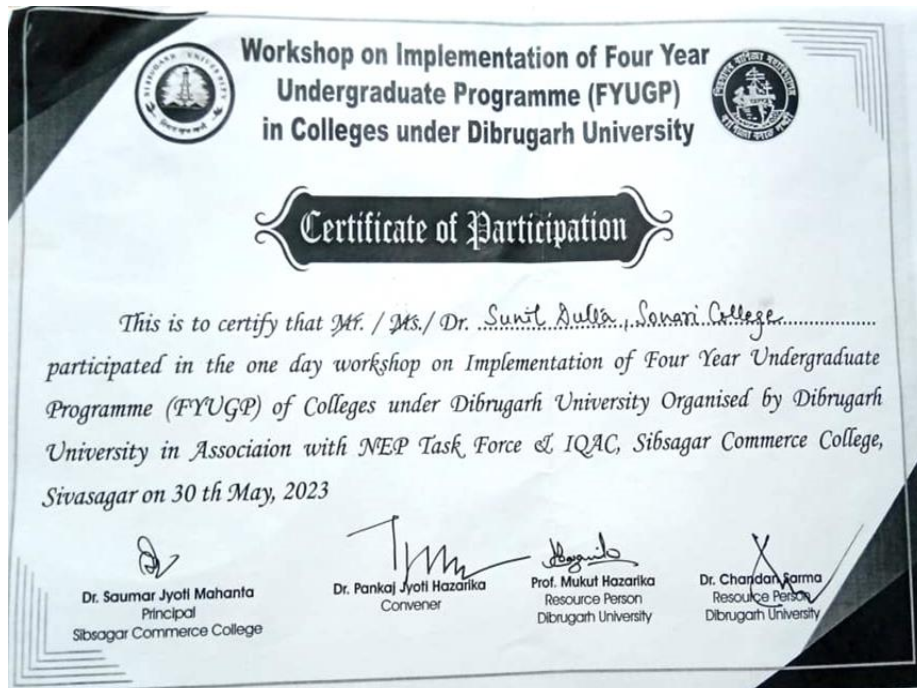 Workshop on Implementation of Four Year
Undergraduate Programme (FYUGP)
in Colleges under Dibrugarh University
DIBRUGARH UNIVERSITY
Certificate of Participation
This is to certify that Mr. / Ms./ Dr. Sunil Dutta, Sonari College
participated in the one day workshop on Implementation of Four Year Undergraduate
Programme (FYUGP) of Colleges under Dibrugarh University Organised by Dibrugarh
University in Associaion with NEP Task Force & IQAC, Sibsagar Commerce College,
Sivasagar on 30 th May, 2023
Dr. Saumar Jyoti Mahanta
Principal
Sibsagar Commerce College
Dr. Pankaj Jyoti Hazarika
Convener
Prof. Mukut Hazarika
Resource Person
Dibrugarh University
Dr. Chandan Sarma
Resource Person
Dibrugarh University